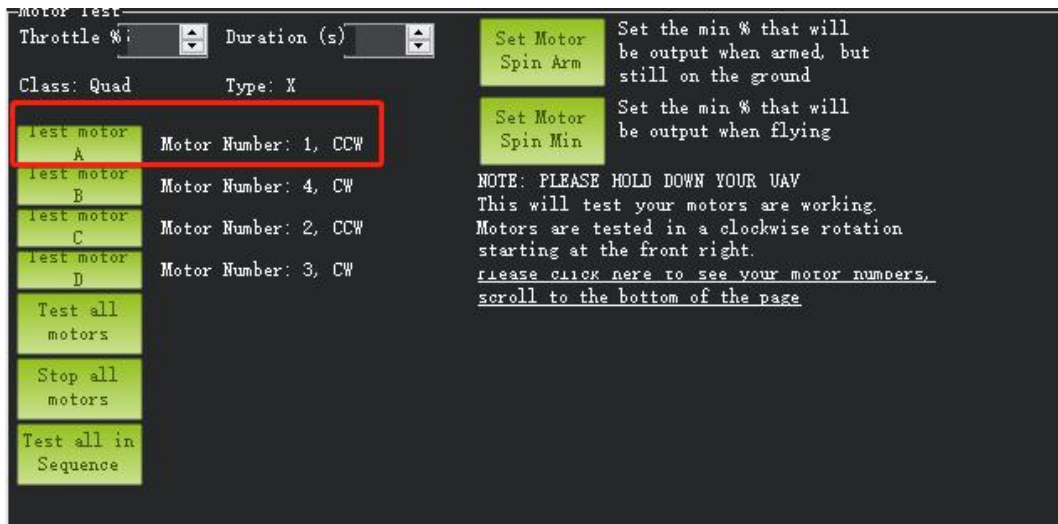 Motor Test
Throttle %
Duration (s)
Class: Quad
Type: X
Test motor
A
Motor Number: 1, CCW
Test motor
B
Motor Number: 4, CW
Test motor
C
Motor Number: 2, CCW
Test motor
D
Motor Number: 3, CW
Test all
motors
Stop all
motors
Test all in
Sequence
Set Motor
Spin Arm
Set the min % that will
be output when armed, but
still on the ground
Set Motor
Spin Min
Set the min % that will
be output when flying
NOTE: PLEASE HOLD DOWN YOUR UAV
This will test your motors are working.
Motors are tested in a clockwise rotation
starting at the front right.
Please click here to see your motor numbers,
scroll to the bottom of the page